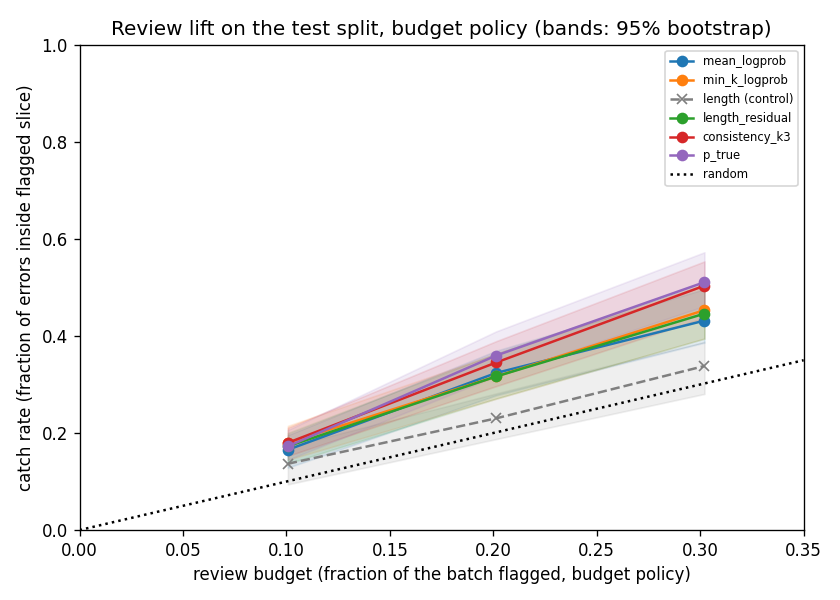 Review lift on the test split, budget policy (bands: 95% bootstrap)
catch rate (fraction of errors inside flagged slice)
1.0
0.8
0.6
0.4
0.2
0.0
mean_logprob
min_k_logprob
length (control)
length_residual
consistency_k3
p_true
random
0.00 0.05 0.10 0.15 0.20 0.25 0.30 0.35
review budget (fraction of the batch flagged, budget policy)